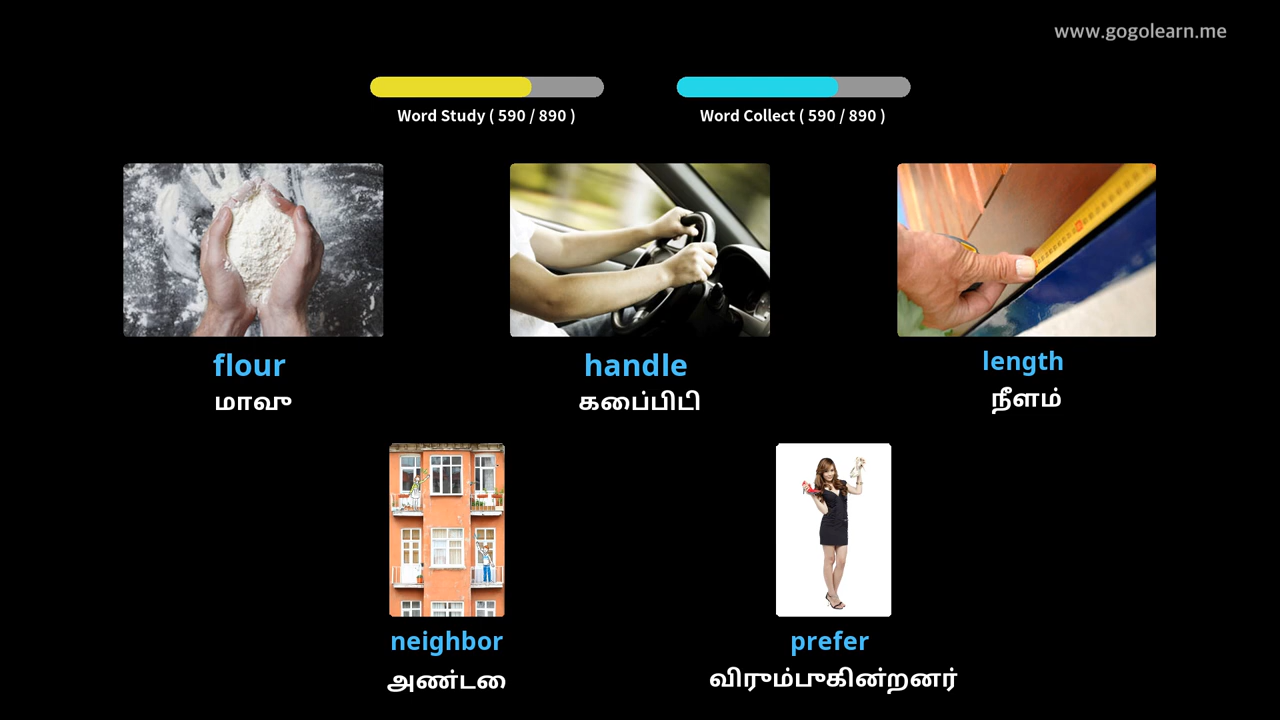 www.gogolearn.me
Word Study ( 590 / 890 )
Word Collect ( 590 / 890 )
flour
handle
length
மாவு
கைப்பிடி
நீளம்
neighbor
prefer
அண்டை
விரும்புகின்றனர்